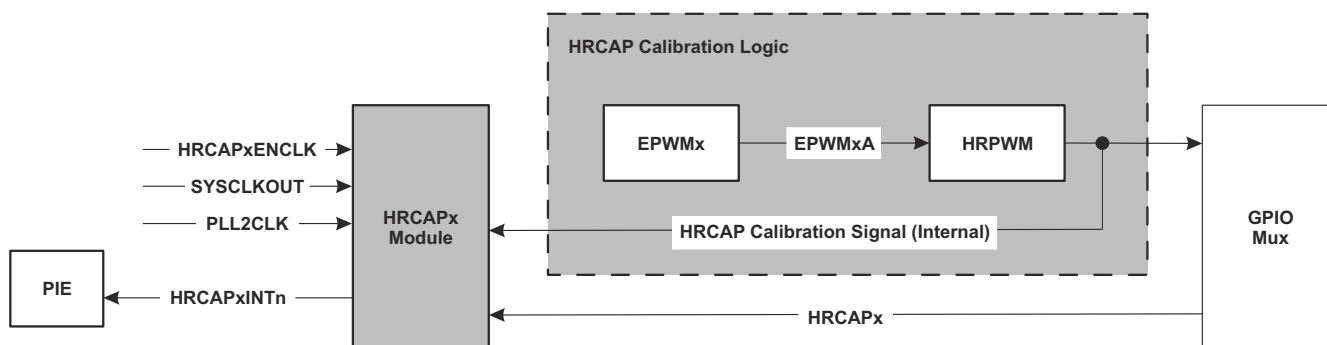 HRCAP Calibration Logic
EPWMx
EPWMxA
HRPWM
HRCAPxENCLK
SYSCLKOUT
PLL2CLK
HRCAPx
Module
HRCAP Calibration Signal (Internal)
GPIO
Mux
PIE
HRCAPxINTn
HRCAPx